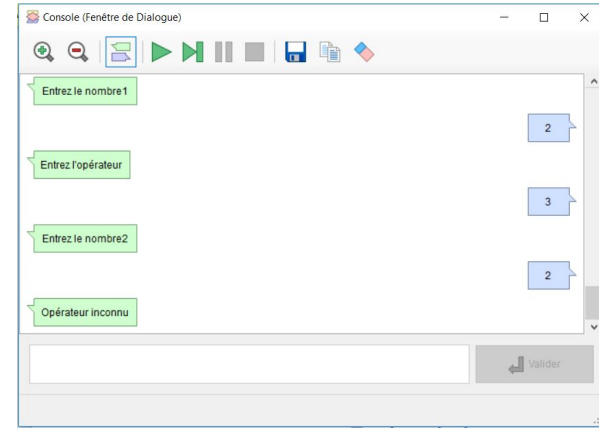 Console (Fenêtre de Dialogue)
Entrez le nombre1
2
Entrez l'opérateur
3
Entrez le nombre2
2
Opérateur inconnu
Valider